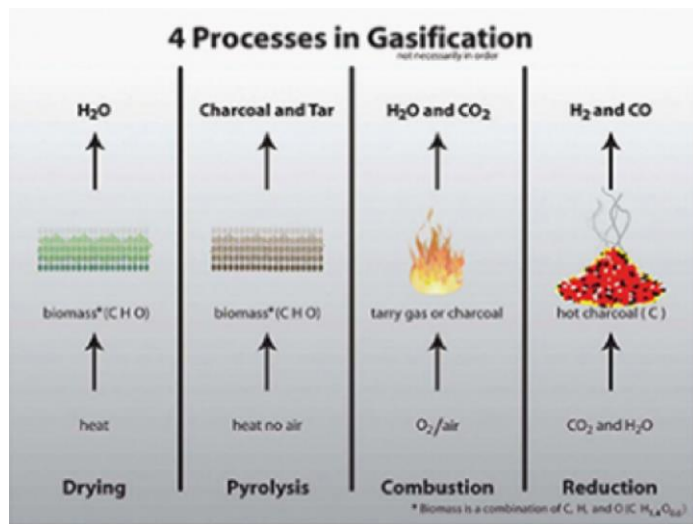 4 Processes in Gasification
not necessarily in order
H₂O
Charcoal and Tar
H₂O and CO₂
H₂ and CO
biomass*(C H O)
biomass*(C H O)
tarry gas or charcoal
hot charcoal ( C )
heat
heat no air
O₂/air
CO₂ and H₂O
Drying
Pyrolysis
Combustion
Reduction
* Biomass is a combination of C, H, and O